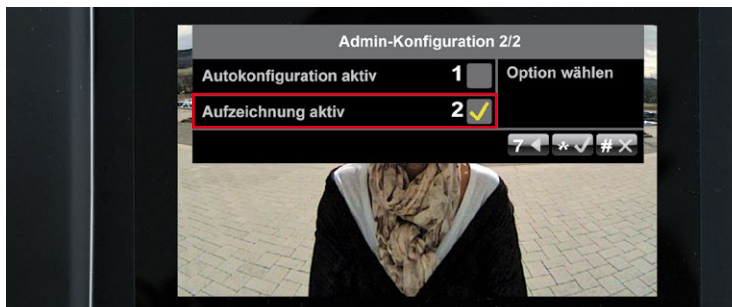 Admin-Konfiguration 2/2
Autokonfiguration aktiv 1 Option wählen
Aufzeichnung aktiv 2
7 * #